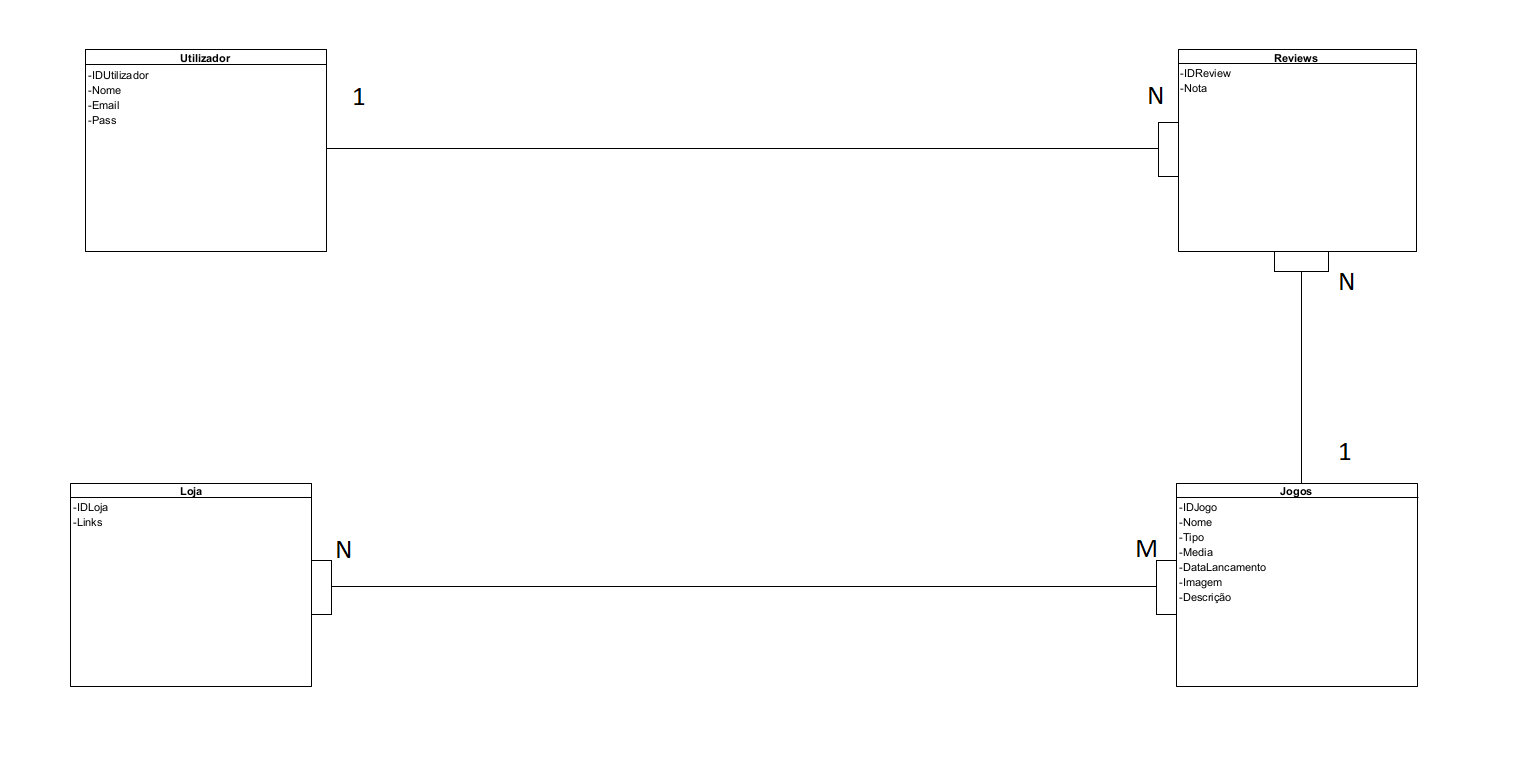 Utilizador
-IDUtilizador
-Nome
-Email
-Pass
1
N
Reviews
-IDReview
-Nota
N
1
Loja
-IDLoja
-Links
N
M
Jogos
-IDJogo
-Nome
-Tipo
-Media
-DataLancamento
-Imagem
-Descrição